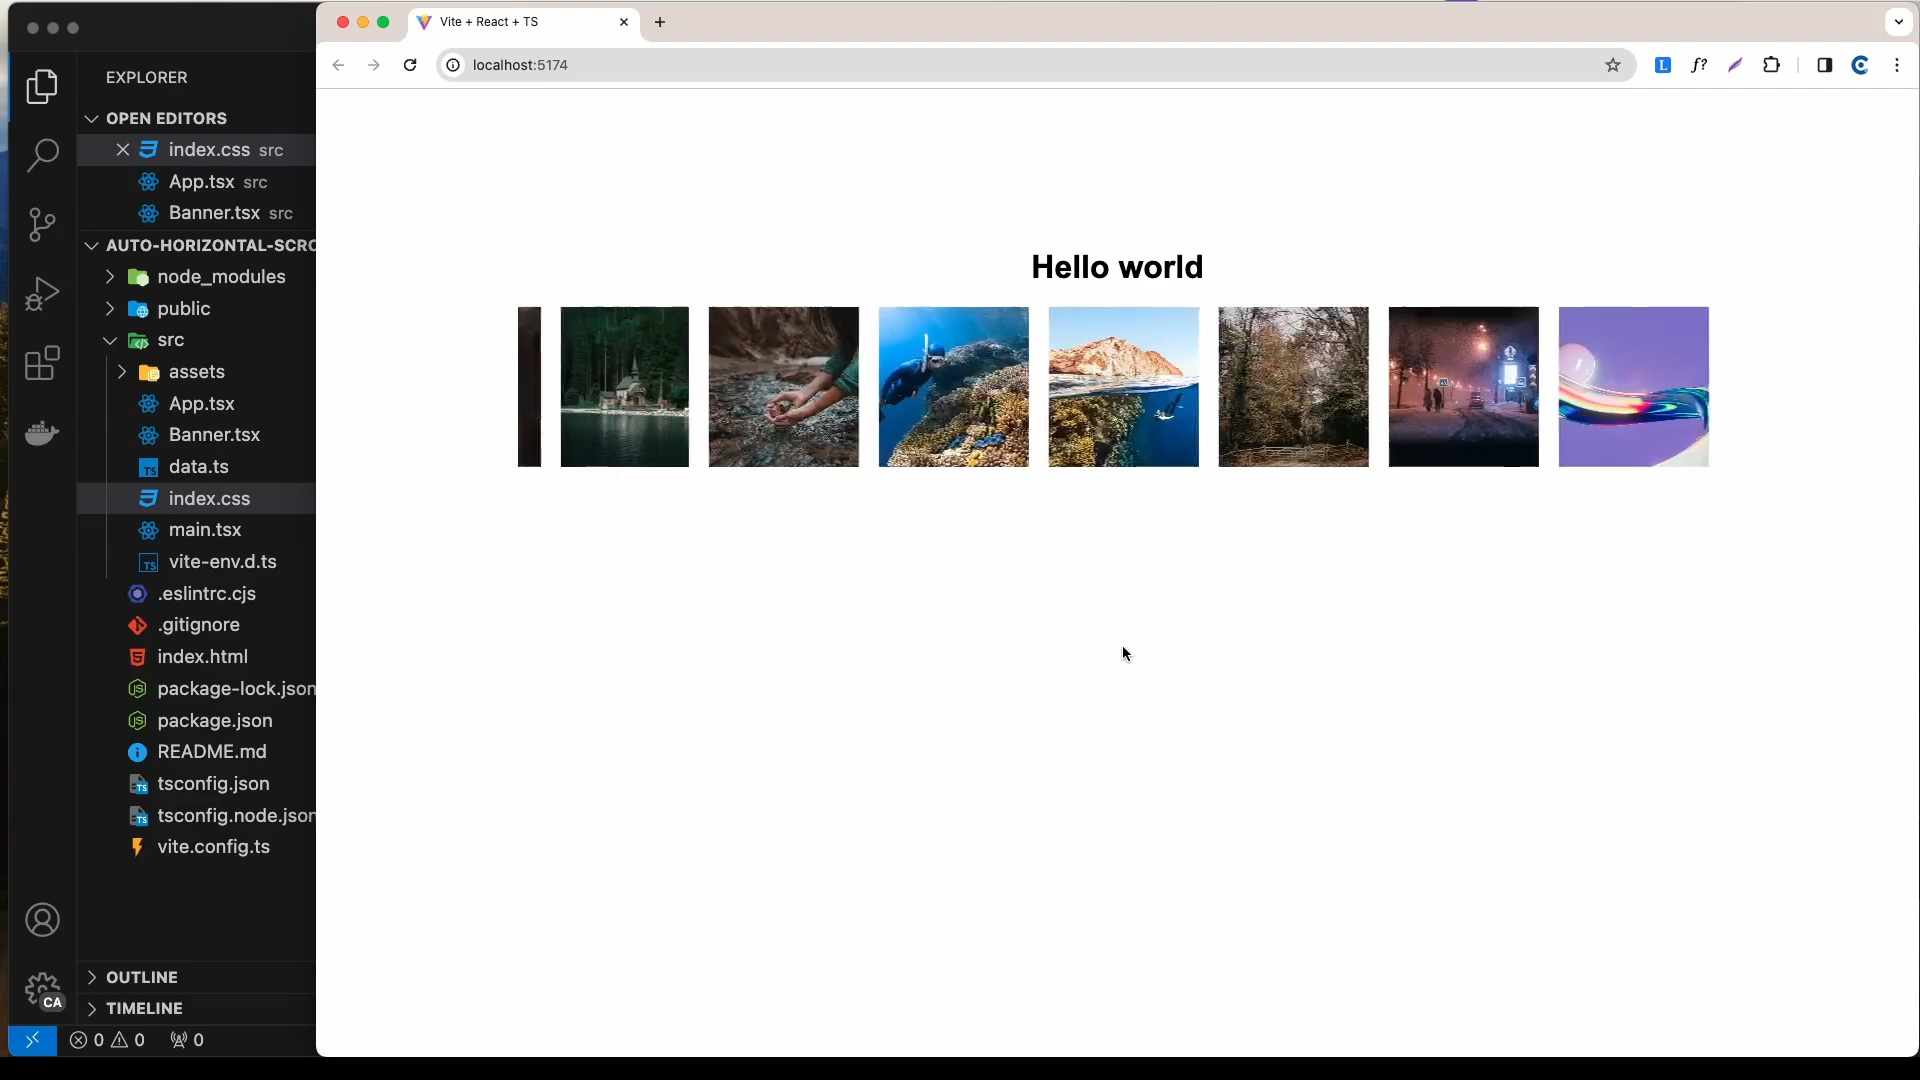 Vite + React + TS
localhost:5174
EXPLORER
OPEN EDITORS
index.css src
App.tsx src
Banner.tsx src
AUTO-HORIZONTAL-SCRO
node_modules
public
src
assets
App.tsx
Banner.tsx
TS data.ts
index.css
main.tsx
TS vite-env.d.ts
.eslintrc.cjs
.gitignore
index.html
package-lock.json
package.json
README.md
tsconfig.json
tsconfig.node.json
vite.config.ts
OUTLINE
CA
TIMELINE
0 0 0
L f?
Hello world